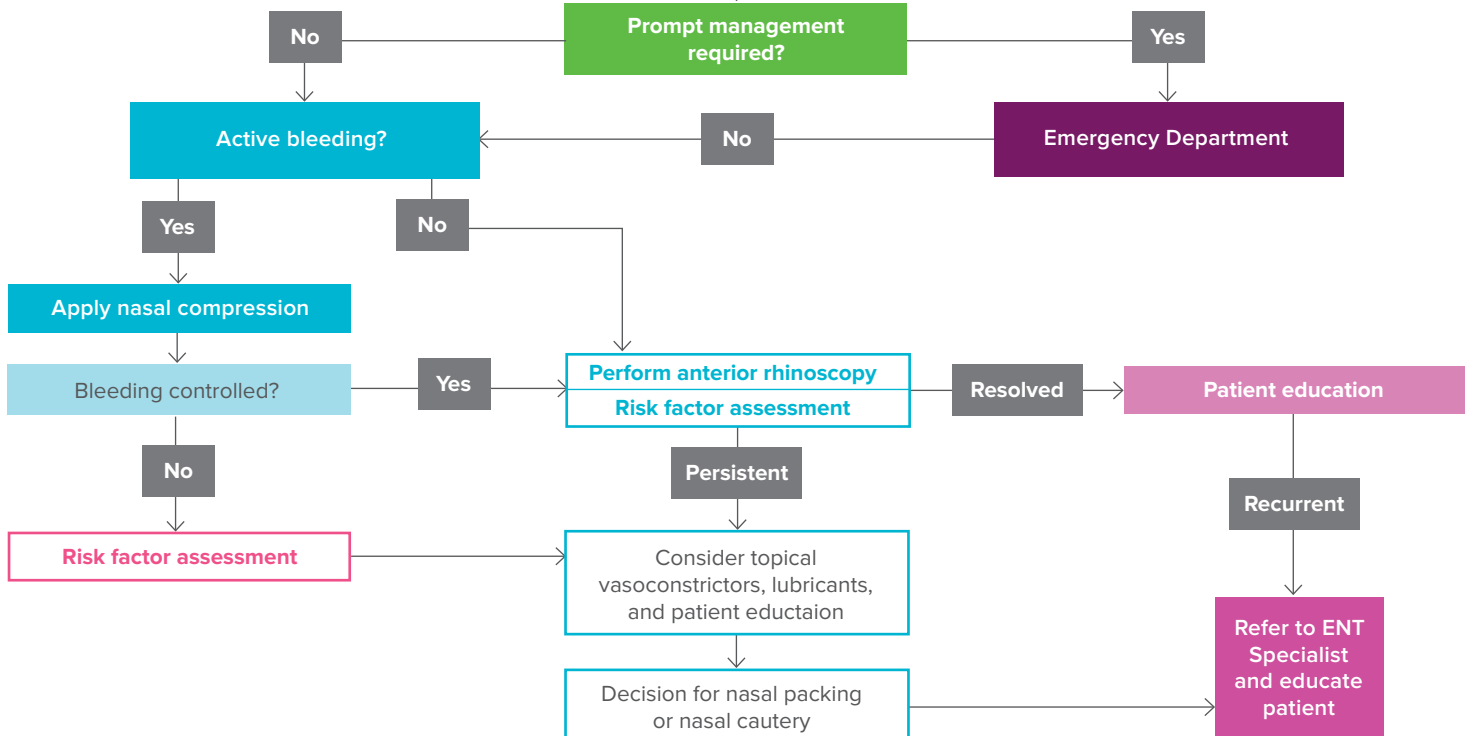 Prompt management
required?
No
Yes
Active bleeding?
No
Emergency Department
Yes
No
Apply nasal compression
Bleeding controlled?
Yes
Perform anterior rhinoscopy
Risk factor assessment
Resolved
Patient education
No
Persistent
Recurrent
Risk factor assessment
Consider topical
vasoconstrictors, lubricants,
and patient eductaion
Refer to ENT
Specialist
and educate
patient
Decision for nasal packing
or nasal cautery